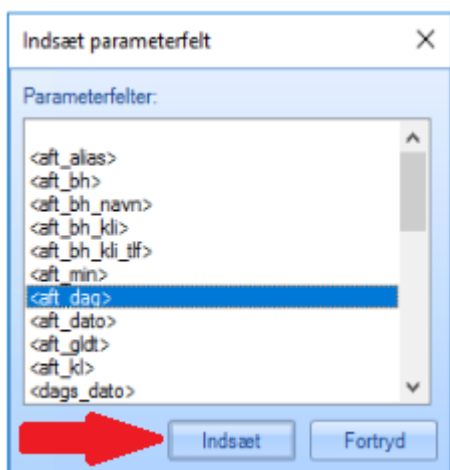 Indsæt parameterfelt
Parameterfelter:
<aft_alias>
<aft_bh>
<aft_bh_navn>
<aft_bh_kli>
<aft_bh_kli_tlf>
<aft_min>
<aft_dag>
<aft_dato>
<aft_gldt>
<aft_kl>
<dags_dato>
Indsæt
Fortryd